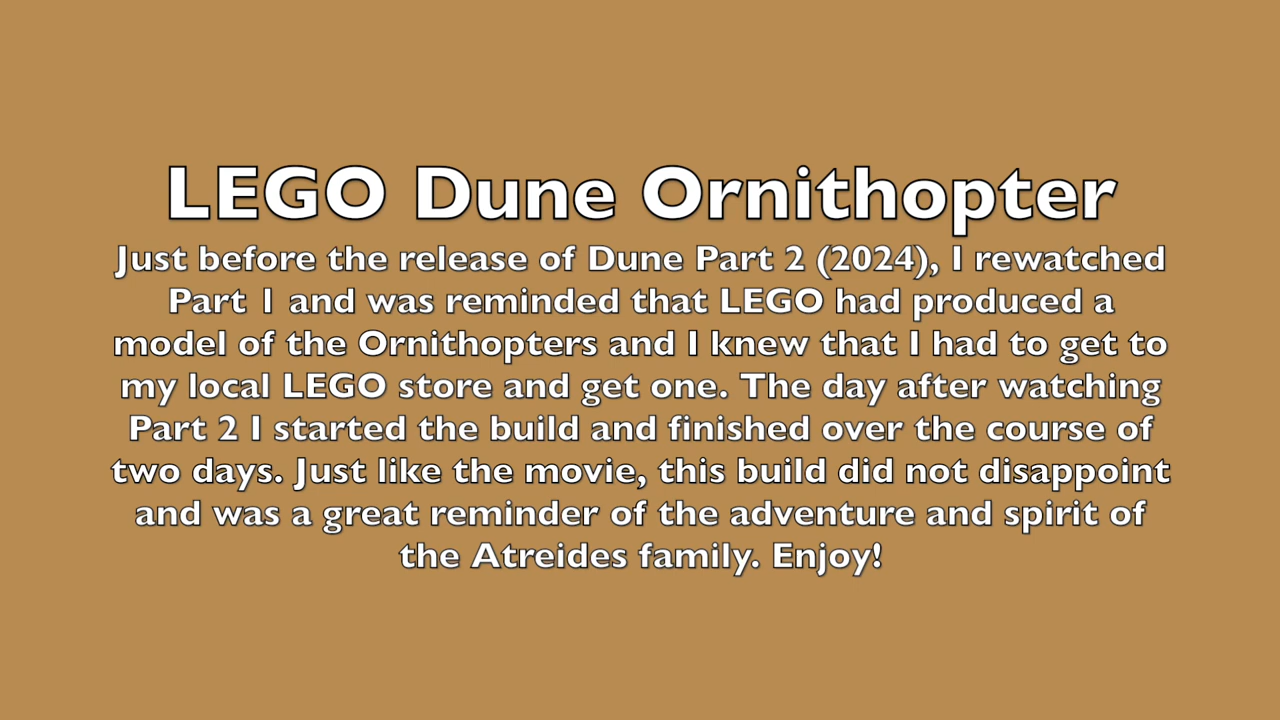 LEGO Dune Ornithopter
Just before the release of Dune Part 2 (2024), I rewatched
Part 1 and was reminded that LEGO had produced a
model of the Ornithopters and I knew that I had to get to
my local LEGO store and get one. The day after watching
Part 2 I started the build and finished over the course of
two days. Just like the movie, this build did not disappoint
and was a great reminder of the adventure and spirit of
the Atreides family. Enjoy!